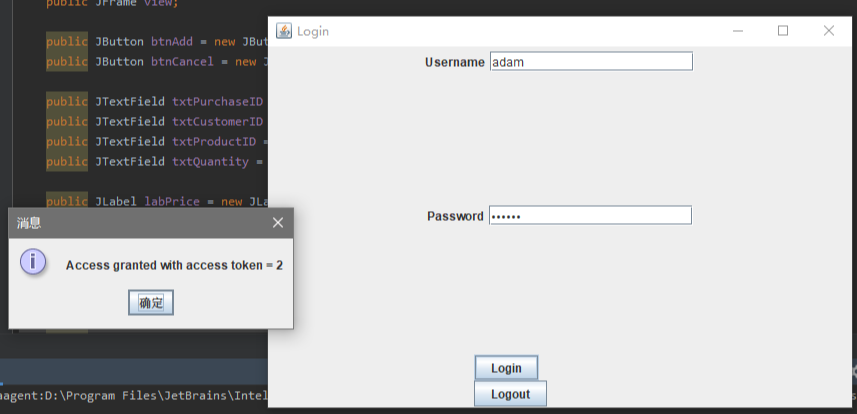 public JFrame view;
public JButton btnAdd = new JBut
public JButton btnCancel = new J
public JTextField txtPurchaseID
public JTextField txtCustomerID
public JTextField txtProductID =
public JTextField txtQuantity =
public JLabel labPrice = new JLa
Login
Username adam
Password ••••••
Login
Logout
消息
Access granted with access token = 2
确定
aagent:D:\Program Files\JetBrains\Intel